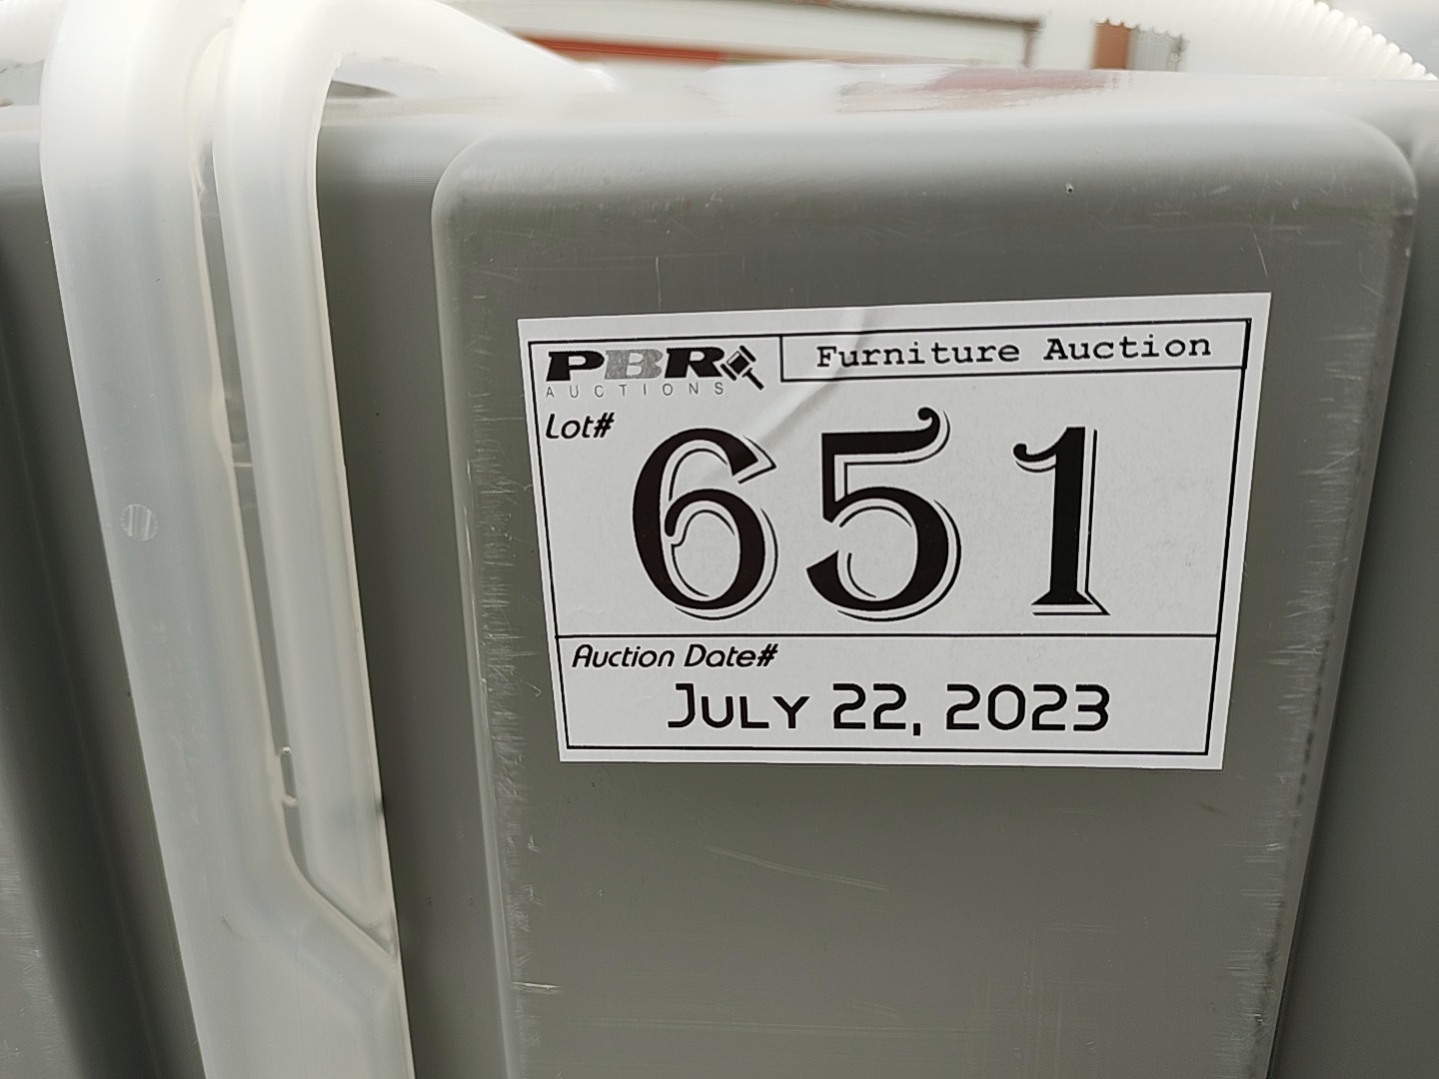 PBR
AUCTIONS
Furniture Auction
Lot#
651
Auction Date#
July 22, 2023